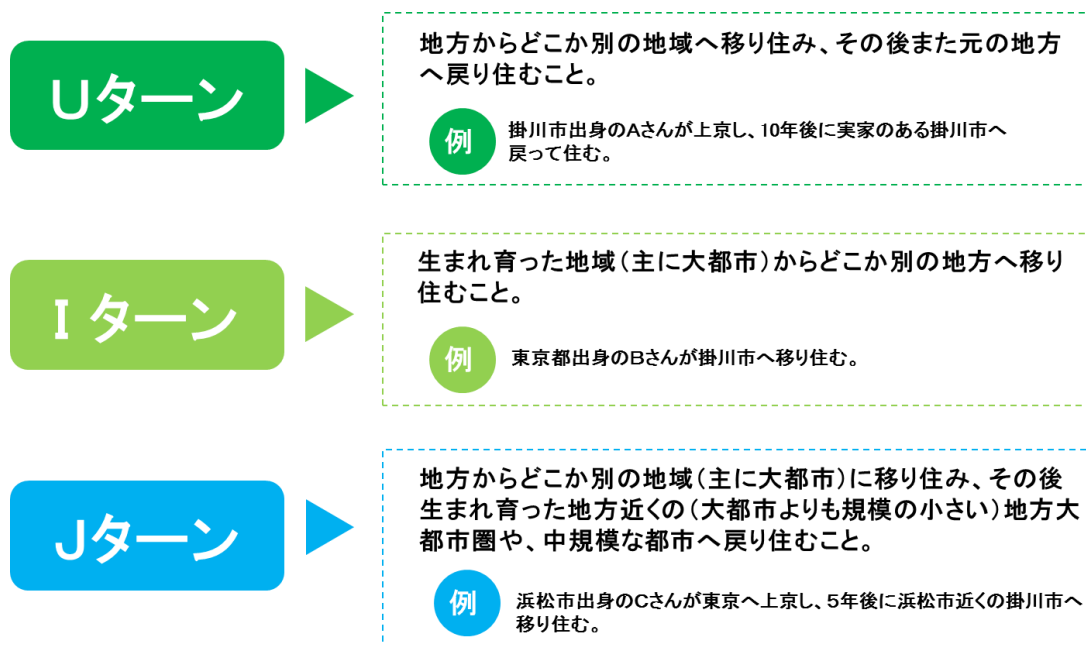 Uターン
地方からどこか別の地域へ移り住み、その後また元の地方
へ戻り住むこと。
例
掛川市出身のAさんが上京し、10年後に実家のある掛川市へ
戻って住む。
Iターン
生まれ育った地域(主に大都市)からどこか別の地方へ移り
住むこと。
例
東京都出身のBさんが掛川市へ移り住む。
Jターン
地方からどこか別の地域(主に大都市)に移り住み、その後
生まれ育った地方近くの(大都市よりも規模の小さい)地方大
都市圏や、中規模な都市へ戻り住むこと。
例
浜松市出身のCさんが東京へ上京し、5年後に浜松市近くの掛川市へ
移り住む。